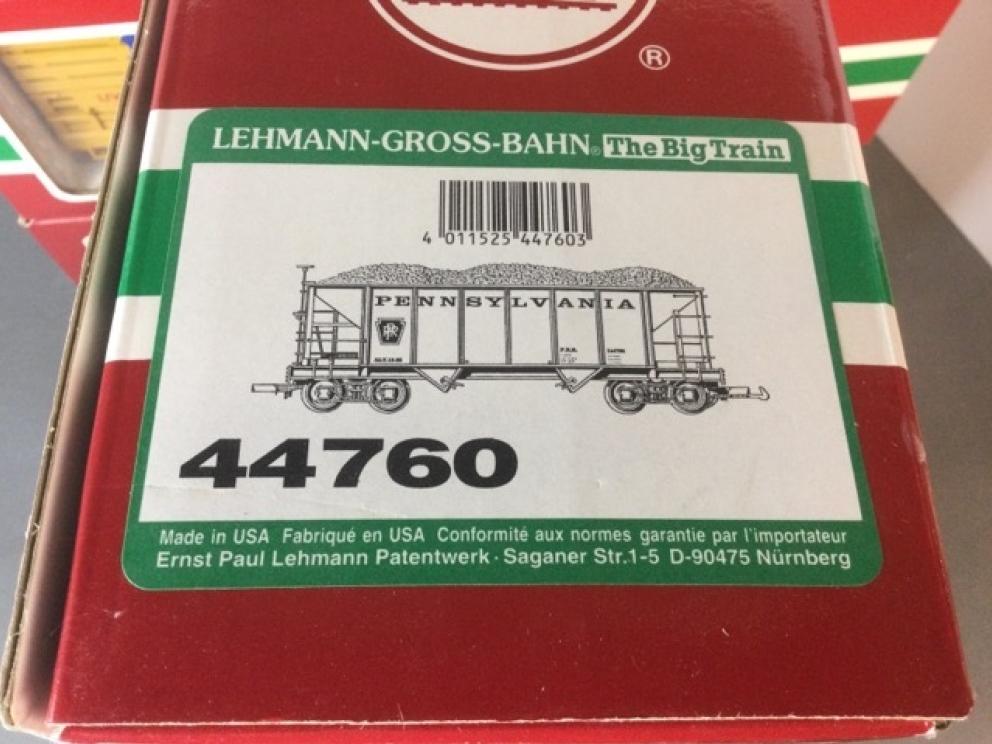 ®
LEHMANN-GROSS-BAHN® The Big Train
4 011525 447603
PENNSYLVANIA
PRR
44760
Made in USA Fabriqué en USA Conformité aux normes garantie par l'importateur
Ernst Paul Lehmann Patentwerk · Saganer Str.1-5 D-90475 Nürnberg